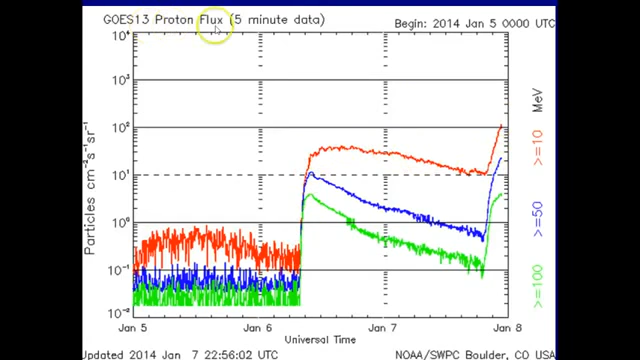 GOES13 Proton Flux (5 minute data)
Begin: 2014 Jan 5 0000 UTC
10⁴
10³
10²
10¹
10⁰
10⁻¹
10⁻²
Particles cm⁻²s⁻¹sr⁻¹
MeV
>=10
>=50
>=100
Jan 5
Jan 6
Jan 7
Jan 8
Universal Time
Updated 2014 Jan 7 22:56:02 UTC
NOAA/SWPC Boulder, CO USA